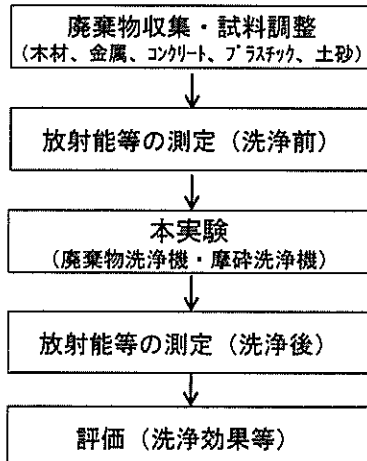 廃棄物収集・試料調整
(木材、金属、コンクリート、プラスチック、土砂)
放射能等の測定(洗浄前)
本実験
(廃棄物洗浄機・摩砕洗浄機)
放射能等の測定(洗浄後)
評価(洗浄効果等)